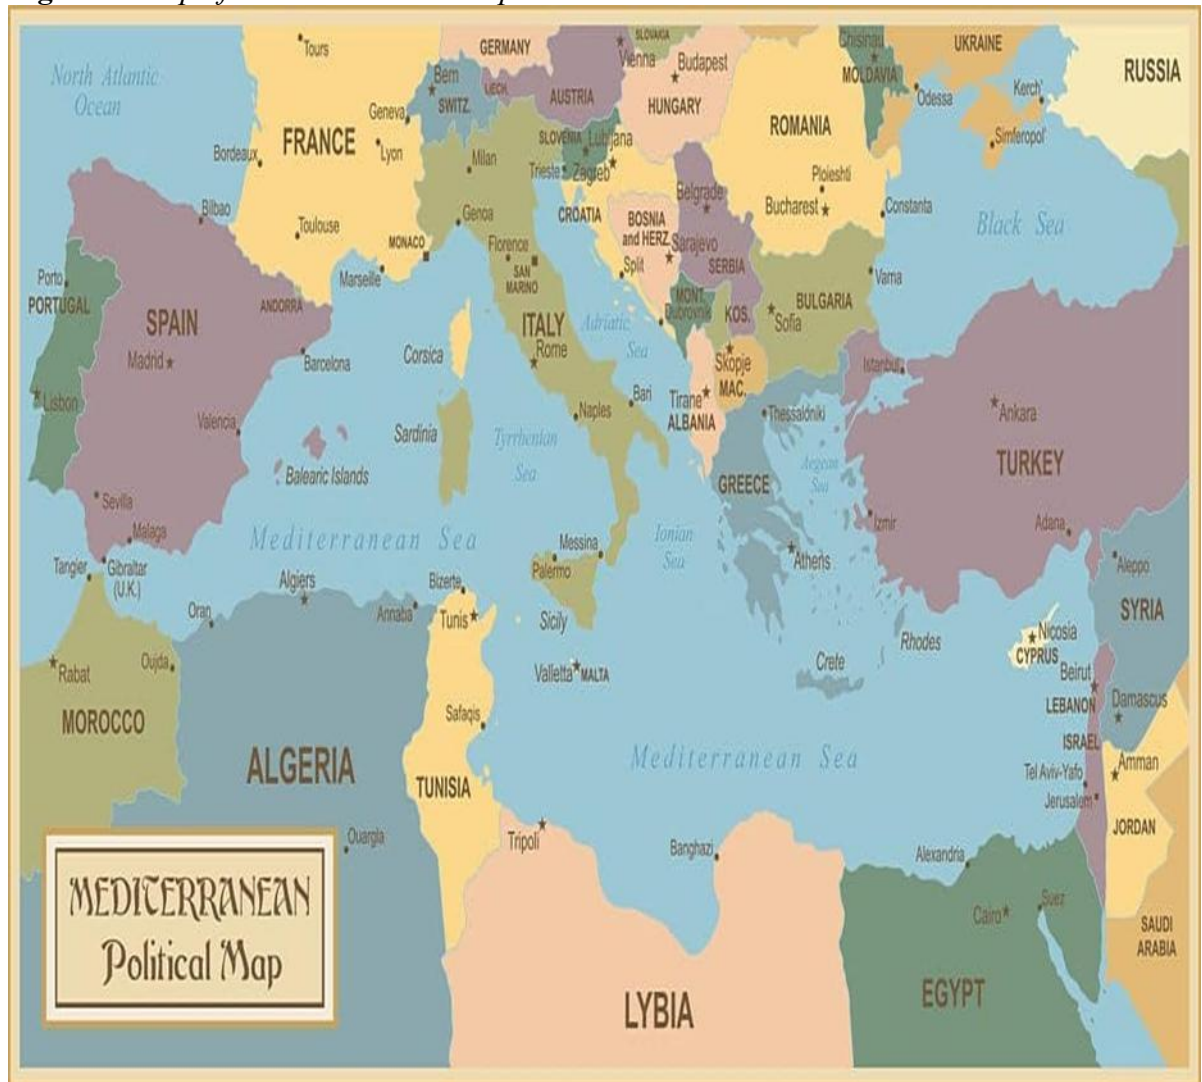 North Atlantic
Ocean
Tours
FRANCE
Bordeaux
Geneva
Lyon
Toulouse
Marseille
MONACO
GERMANY
Bern
SWITZ.
LIECH.
AUSTRIA
Vienna
SLOVAKIA
Budapest
HUNGARY
SLOVENIA
Lubijana
Trieste
Zagreb
CROATIA
Milan
Genoa
Florence
SAN
MARINO
ITALY
Rome
Naples
Bari
Adriatic
Sea
BOSNIA
and HERZ.
Sarajevo
Split
Belgrade
SERBIA
MONT.
Dubrovnik
KOS.
Skopje
MAC.
Tirane
ALBANIA
ROMANIA
Ploieshti
Bucharest
Constanta
Chisinau
MOLDAVIA
UKRAINE
Odessa
Kerch'
Simferopol'
RUSSIA
Black Sea
BULGARIA
Sofia
Varna
Istanbul
Ankara
TURKEY
Izmir
Adana
Thessalóniki
GREECE
Aegean
Sea
Athens
Ionian
Sea
Bilbao
Porto
PORTUGAL
Lisbon
SPAIN
Madrid
ANDORRA
Barcelona
Valencia
Balearic Islands
Sevilla
Malaga
Gibraltar
(U.K.)
Tangier
Corsica
Sardinia
Tyrrhenian
Sea
Mediterranean Sea
Messina
Palermo
Sicily
Valletta
MALTA
Crete
Rhodes
Nicosia
CYPRUS
Aleppo
SYRIA
Beirut
LEBANON
Damascus
ISRAEL
Tel Aviv-Yafo
Jerusalem
Amman
JORDAN
SAUDI
ARABIA
Oran
Algiers
Annaba
Bizerte
Tunis
Safaqis
TUNISIA
Rabat
Oujda
MOROCCO
ALGERIA
Ouargla
Mediterranean Sea
Tripoli
Banghazi
LYBIA
Alexandria
Cairo
Suez
EGYPT
MEDITERRANEAN
Political Map